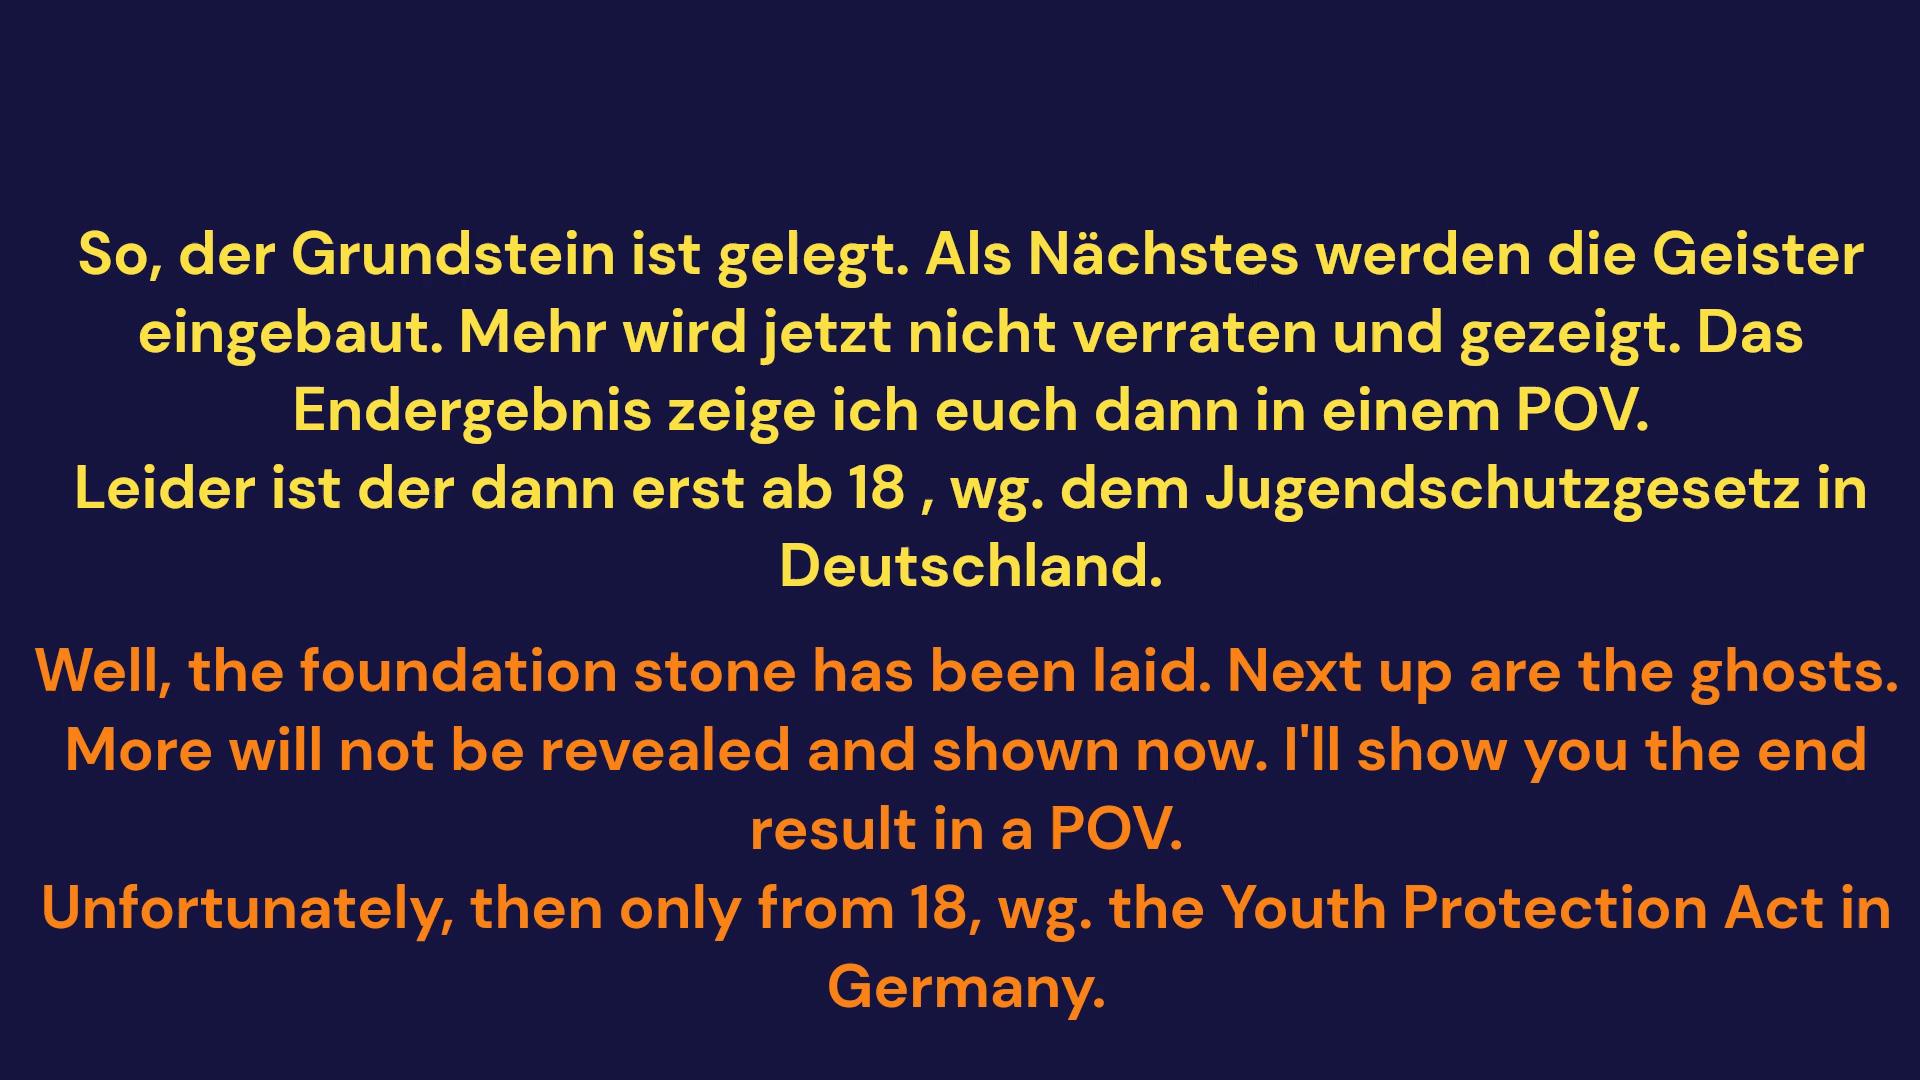 So, der Grundstein ist gelegt. Als Nächstes werden die Geister
eingebaut. Mehr wird jetzt nicht verraten und gezeigt. Das
Endergebnis zeige ich euch dann in einem POV.
Leider ist der dann erst ab 18 , wg. dem Jugendschutzgesetz in
Deutschland.
Well, the foundation stone has been laid. Next up are the ghosts.
More will not be revealed and shown now. I'll show you the end
result in a POV.
Unfortunately, then only from 18, wg. the Youth Protection Act in
Germany.